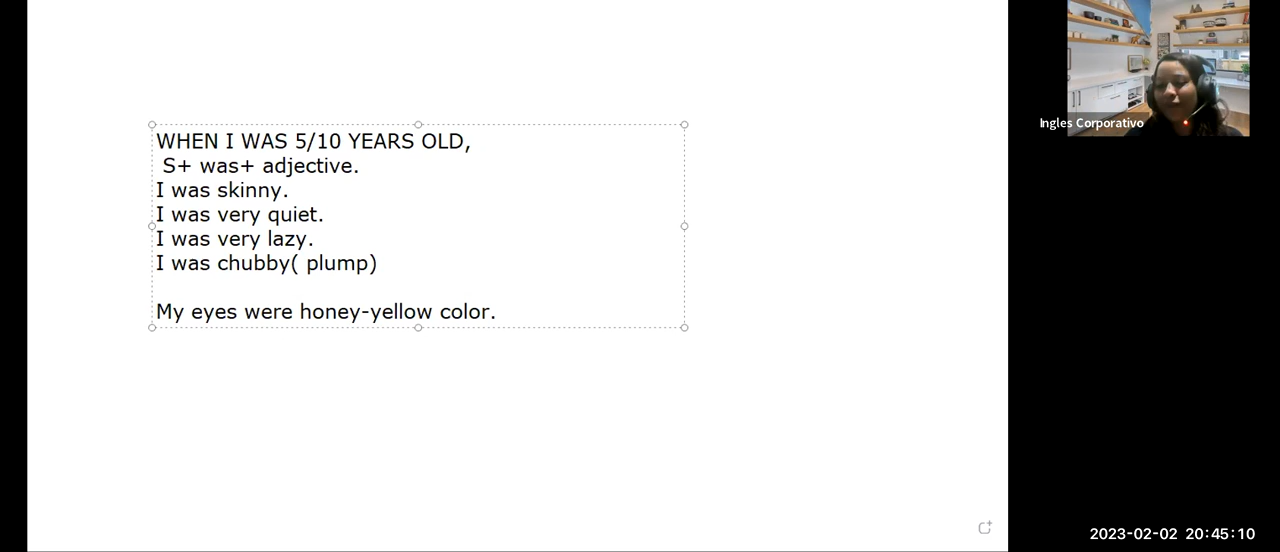 WHEN I WAS 5/10 YEARS OLD,
S+ was+ adjective.
I was skinny.
I was very quiet.
I was very lazy.
I was chubby( plump)
My eyes were honey-yellow color.
Ingles Corporativo
2023-02-02 20:45:10